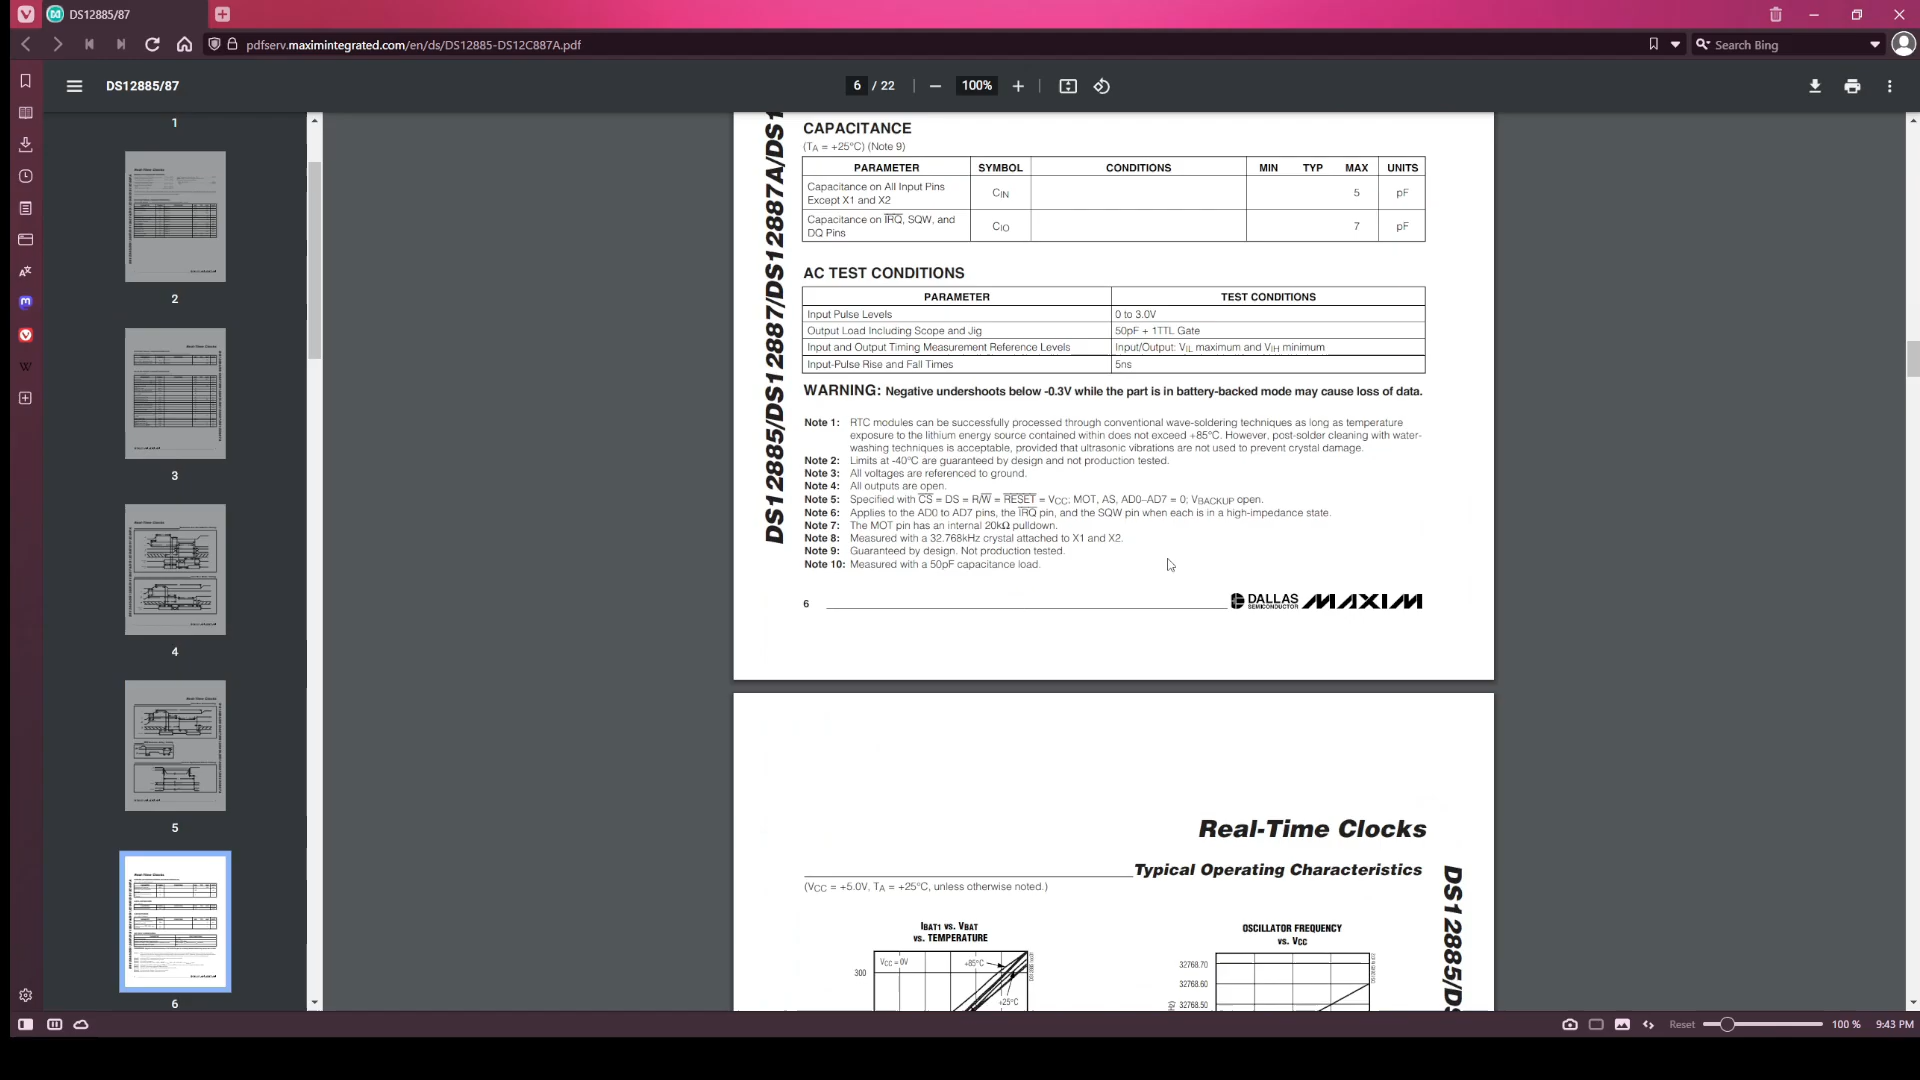 DS12885/87
pdfserv.maximintegrated.com/en/ds/DS12885-DS12C887A.pdf
Search Bing
DS12885/87
6 / 22
100%
1
2
3
4
5
6
DS12885/DS12887/DS12887A/DS1
CAPACITANCE
(TA = +25°C) (Note 9)
PARAMETER SYMBOL CONDITIONS MIN TYP MAX UNITS
Capacitance on All Input Pins
Except X1 and X2
CIN 5 pF
Capacitance on IRQ, SQW, and
DQ Pins
CIO 7 pF
AC TEST CONDITIONS
PARAMETER TEST CONDITIONS
Input Pulse Levels 0 to 3.0V
Output Load Including Scope and Jig 50pF + 1TTL Gate
Input and Output Timing Measurement Reference Levels Input/Output: VIL maximum and VIH minimum
Input-Pulse Rise and Fall Times 5ns
WARNING: Negative undershoots below -0.3V while the part is in battery-backed mode may cause loss of data.
Note 1: RTC modules can be successfully processed through conventional wave-soldering techniques as long as temperature
exposure to the lithium energy source contained within does not exceed +85°C. However, post-solder cleaning with water-
washing techniques is acceptable, provided that ultrasonic vibrations are not used to prevent crystal damage.
Note 2: Limits at -40°C are guaranteed by design and not production tested.
Note 3: All voltages are referenced to ground.
Note 4: All outputs are open.
Note 5: Specified with CS = DS = R/W = RESET = VCC; MOT, AS, AD0–AD7 = 0; VBACKUP open.
Note 6: Applies to the AD0 to AD7 pins, the IRQ pin, and the SQW pin when each is in a high-impedance state.
Note 7: The MOT pin has an internal 20kΩ pulldown.
Note 8: Measured with a 32.768kHz crystal attached to X1 and X2.
Note 9: Guaranteed by design. Not production tested.
Note 10: Measured with a 50pF capacitance load.
6
DALLAS SEMICONDUCTOR MAXIM
Real-Time Clocks
Typical Operating Characteristics
(VCC = +5.0V, TA = +25°C, unless otherwise noted.)
DS12885/DS
IBAT1 vs. VBAT
vs. TEMPERATURE
VCC = 0V
+85°C
300
+25°C
OSCILLATOR FREQUENCY
vs. VCC
32768.70
32768.60
32768.50
Reset
100 %
9:43 PM